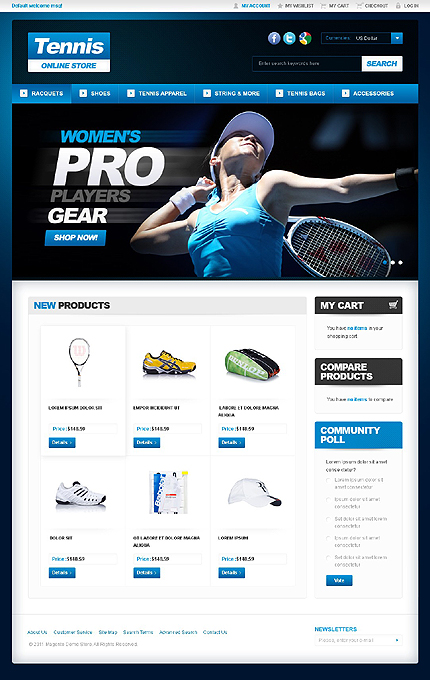 Default welcome msg!
MY ACCOUNT MY WISHLIST MY CART CHECKOUT LOG IN
Tennis
ONLINE STORE
US Dollar
Enter search keywords here
SEARCH
RACQUETS SHOES TENNIS APPAREL STRING & MORE TENNIS BAGS ACCESSORIES
WOMEN'S
PRO
PLAYERS
GEAR
SHOP NOW!
NEW PRODUCTS
LOREM IPSUM DOLOR SIT
Price: $148.59
Details
EMPOR INCIDIDNT UT
Price: $148.59
Details
DUNLOP
LABORE ET DOLORE MAGNA
ALIQUA
Price: $148.59
Details
DOLOR SIT
Price: $148.59
Details
UT LABORE ET DOLORE MAGNA
ALIQUA
Price: $148.59
Details
LOREM IPSUM
Price: $148.59
Details
MY CART
You have no items in your
shopping cart.
COMPARE
PRODUCTS
You have no items to compare.
COMMUNITY
POLL
Lorem ipsum dolor sit amet
consectetur?
Lorem ipsum dolor sit
amet consectetur
Ipsum dolor sit amet
consectetur
Set dolor sit amet lorem
consectetur
Sit dolor sit amet lorem
consectetur
Vote
About Us Customer Service Site Map Search Terms Advanced Search Contact Us
© 2011 Magento Demo Store. All Rights Reserved.
NEWSLETTERS
Please, enter your e-mail